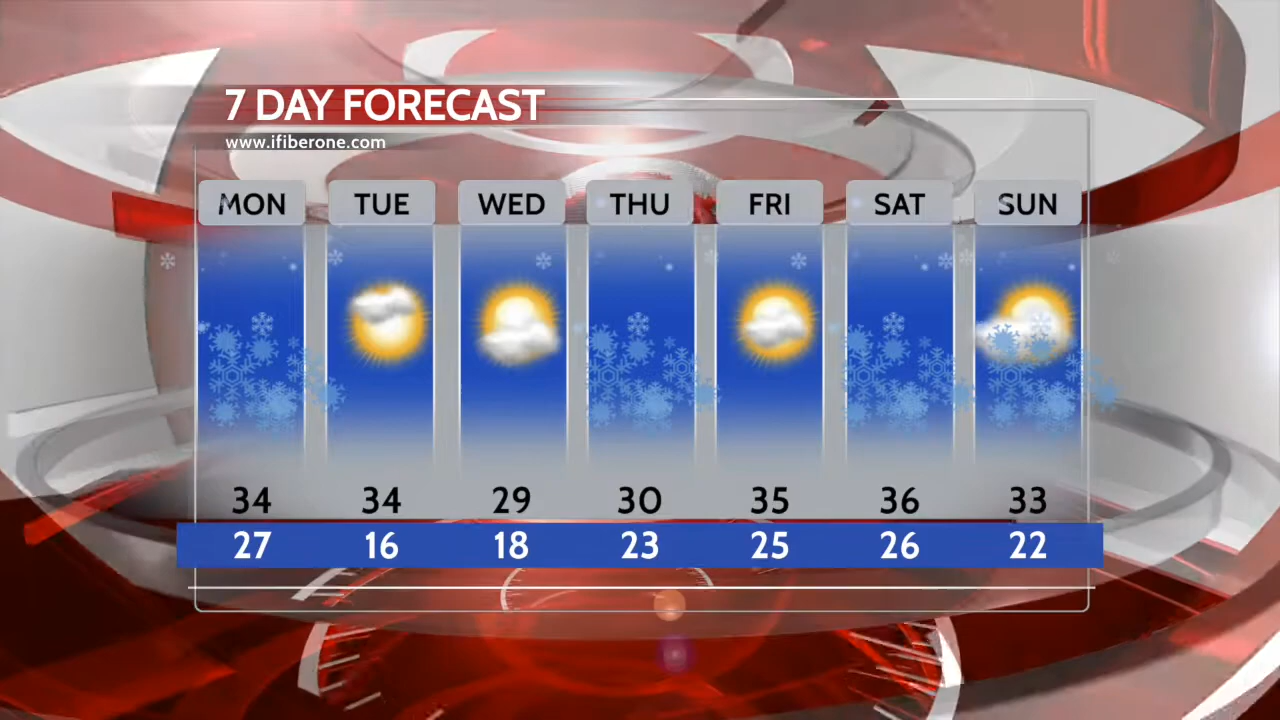 7 DAY FORECAST
www.ifiberone.com
MON TUE WED THU FRI SAT SUN
34 34 29 30 35 36 33
27 16 18 23 25 26 22